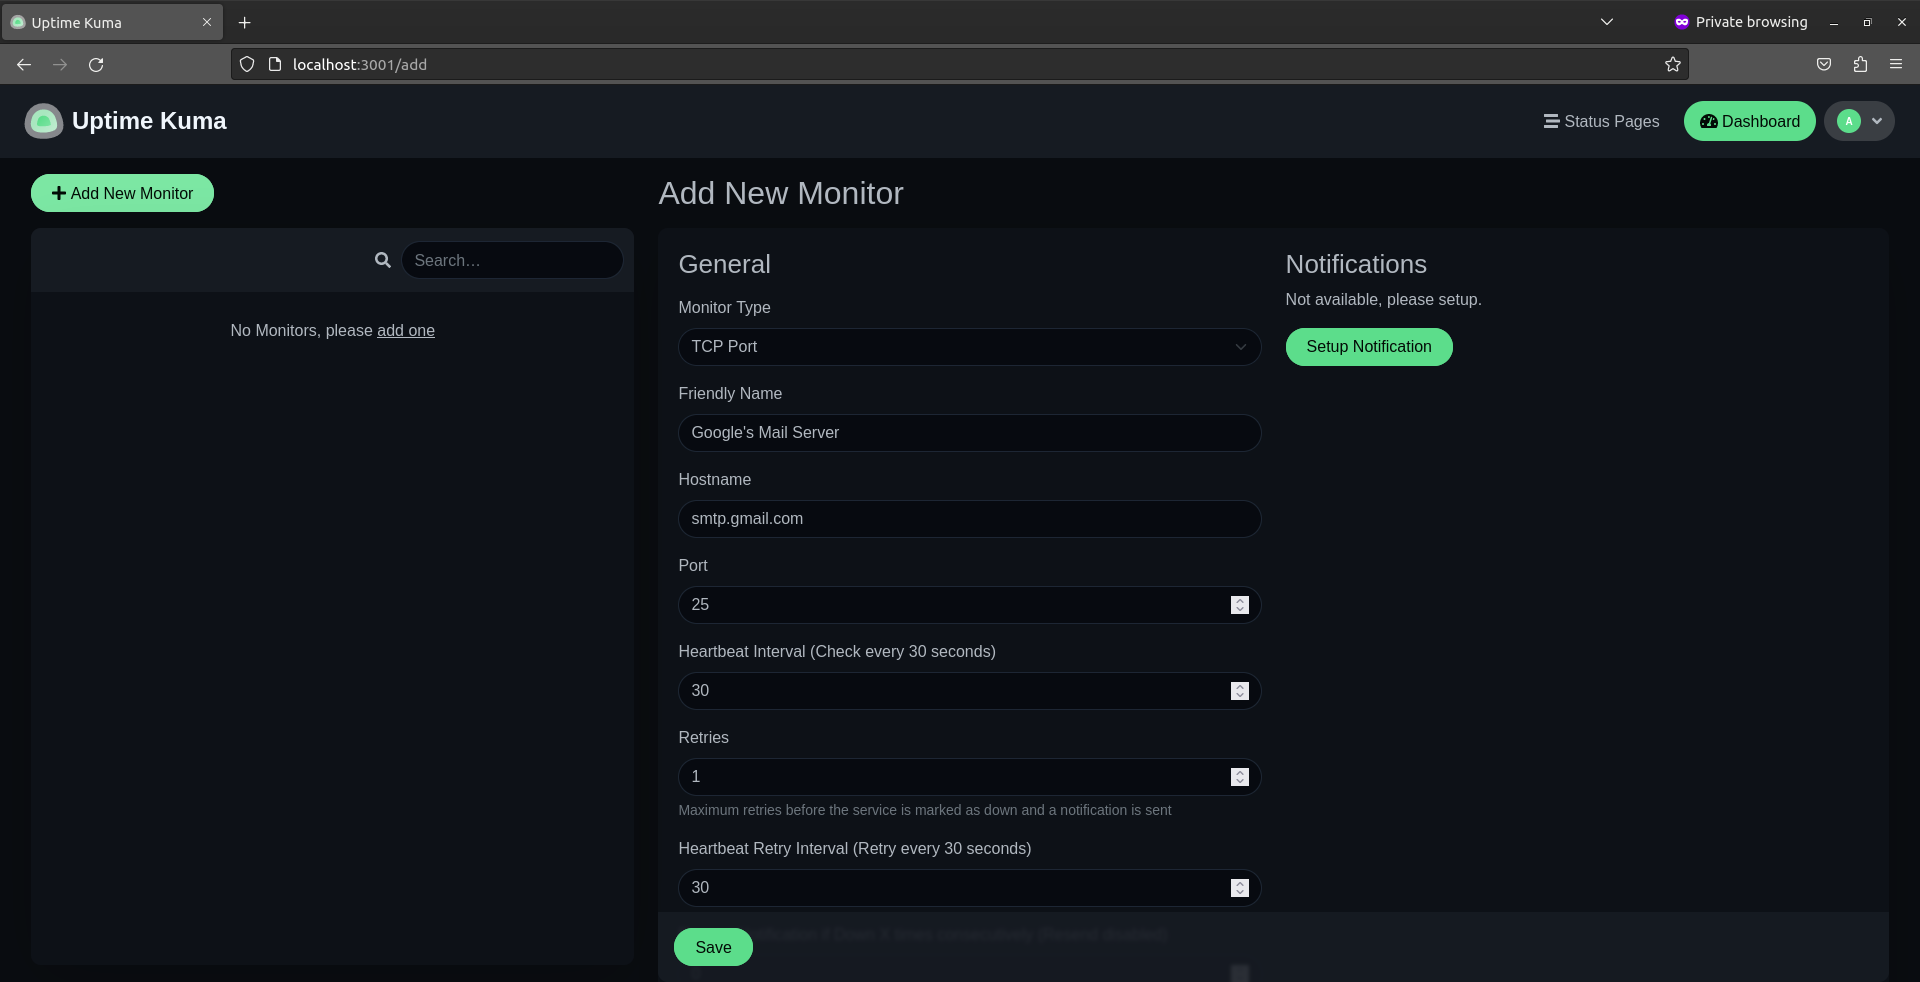 Uptime Kuma
Private browsing
localhost:3001/add
Uptime Kuma
Status Pages
Dashboard
A
Add New Monitor
Search…
No Monitors, please add one
Add New Monitor
General
Monitor Type
TCP Port
Friendly Name
Google's Mail Server
Hostname
smtp.gmail.com
Port
25
Heartbeat Interval (Check every 30 seconds)
30
Retries
1
Maximum retries before the service is marked as down and a notification is sent
Heartbeat Retry Interval (Retry every 30 seconds)
30
Save
Notifications
Not available, please setup.
Setup Notification